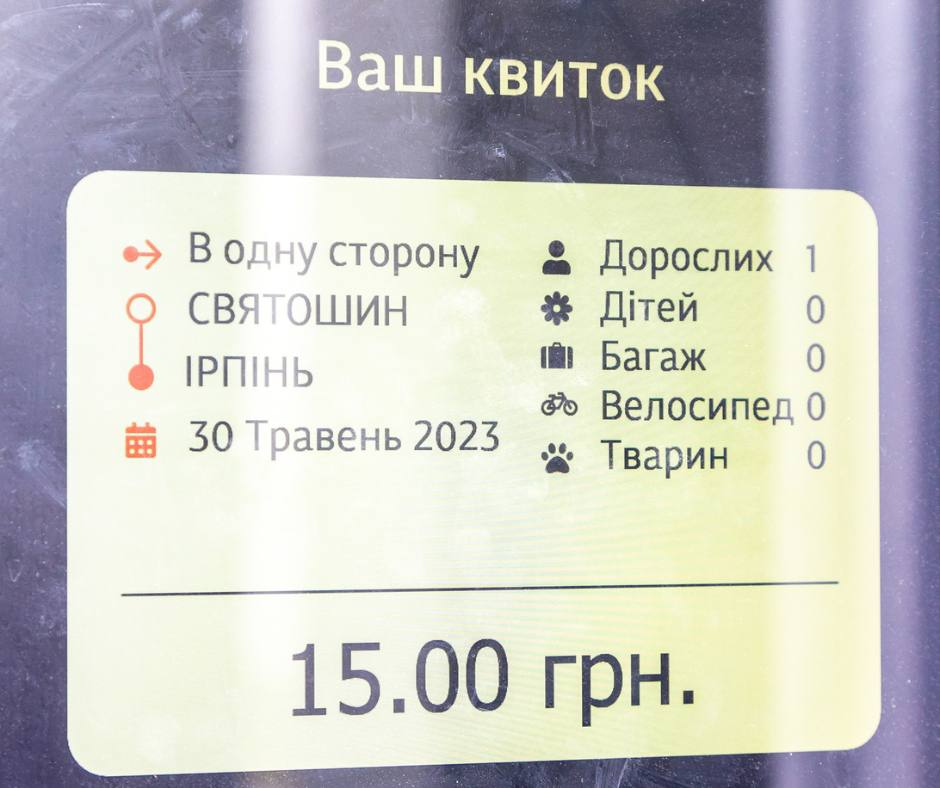 Ваш квиток
В одну сторону
СВЯТОШИН
ІРПІНЬ
30 Травень 2023
Дорослих 1
Дітей 0
Багаж 0
Велосипед 0
Тварин 0
15.00 грн.